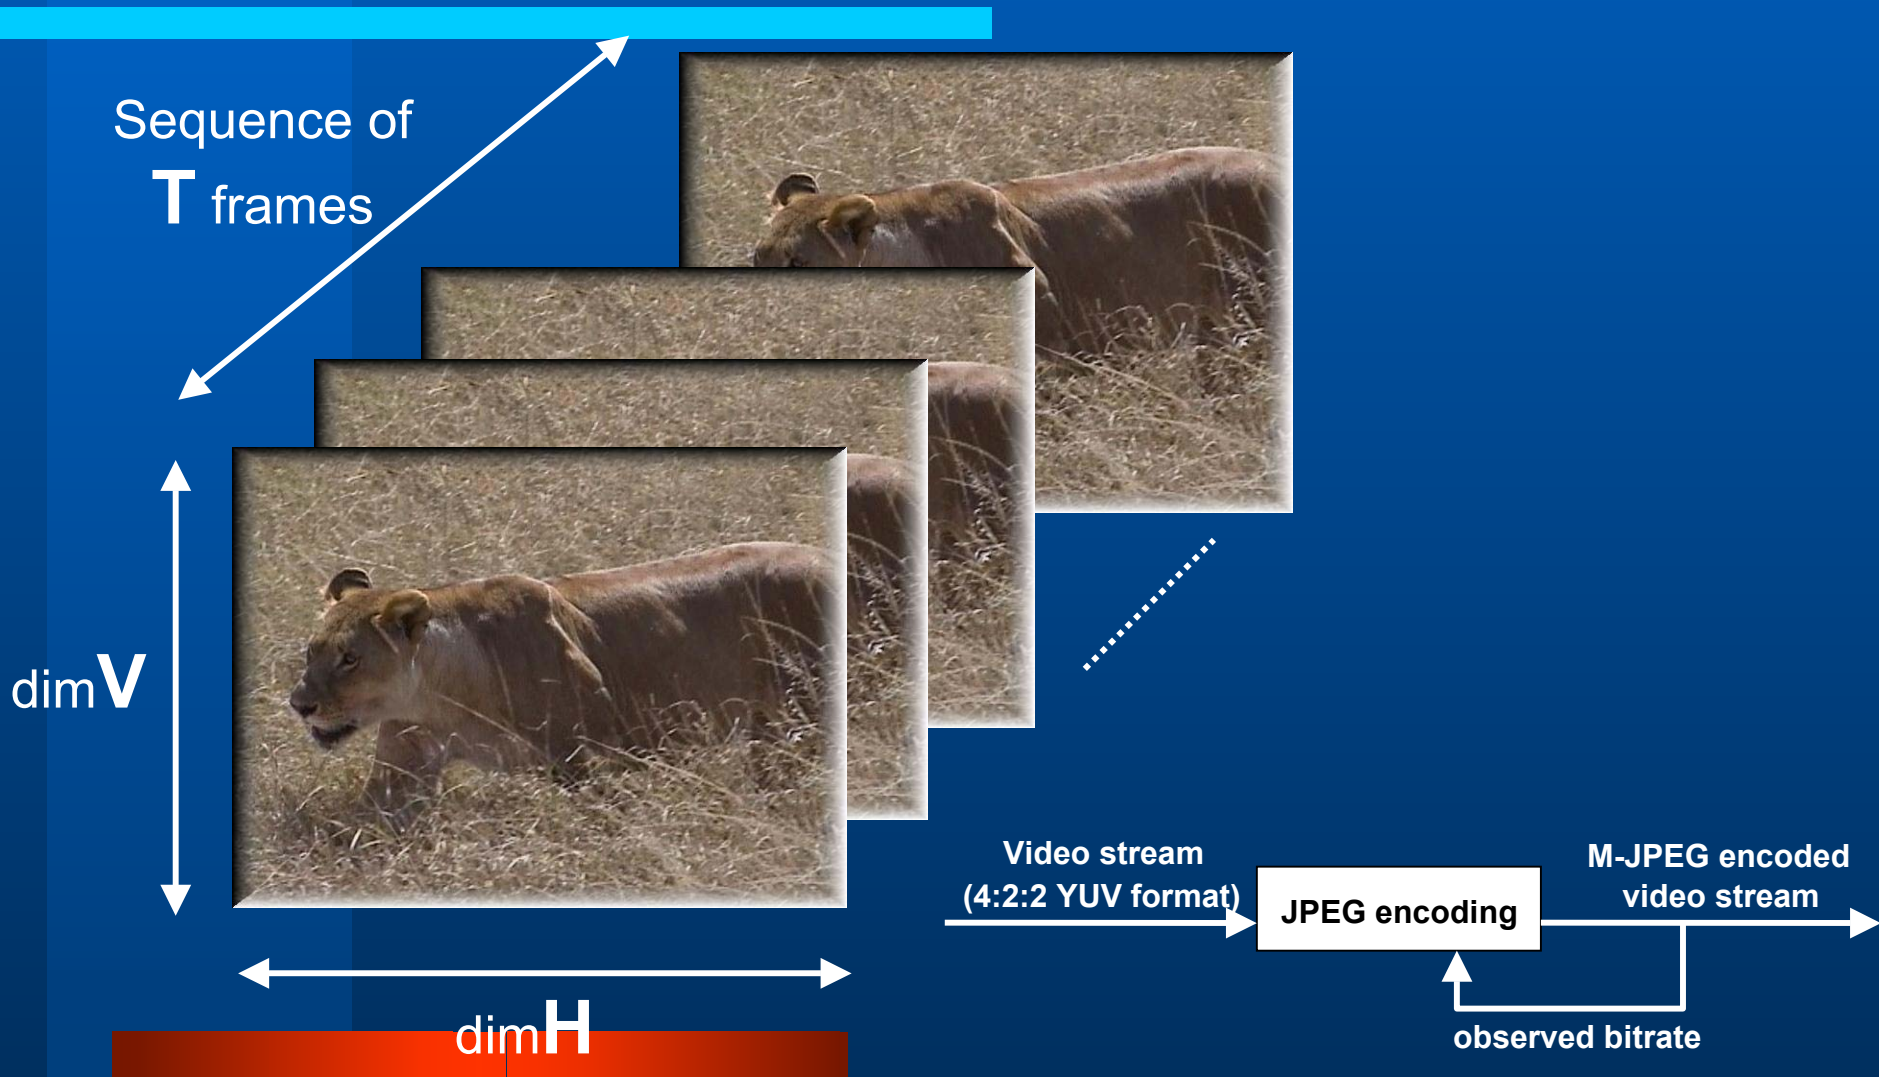 Sequence of
T frames
dimV
dimH
Video stream
(4:2:2 YUV format)
JPEG encoding
M-JPEG encoded
video stream
observed bitrate